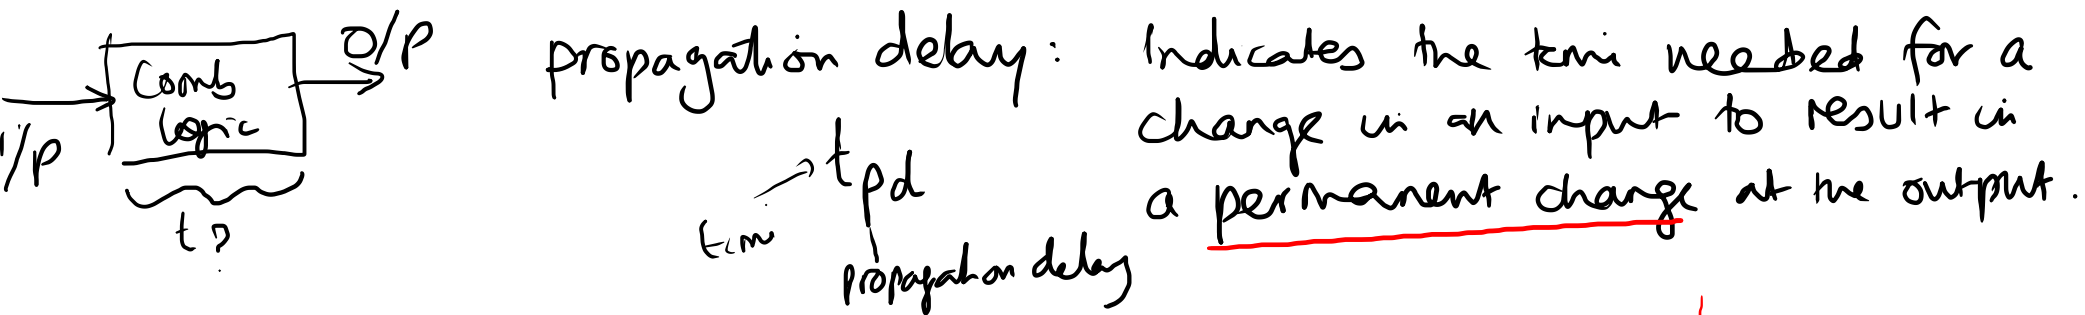 I/P
Comb
logic
O/P
t?
propagation delay:
tpd
time
propagation delay
Indicates the time needed for a
change in an input to result in
a permanent change at the output.